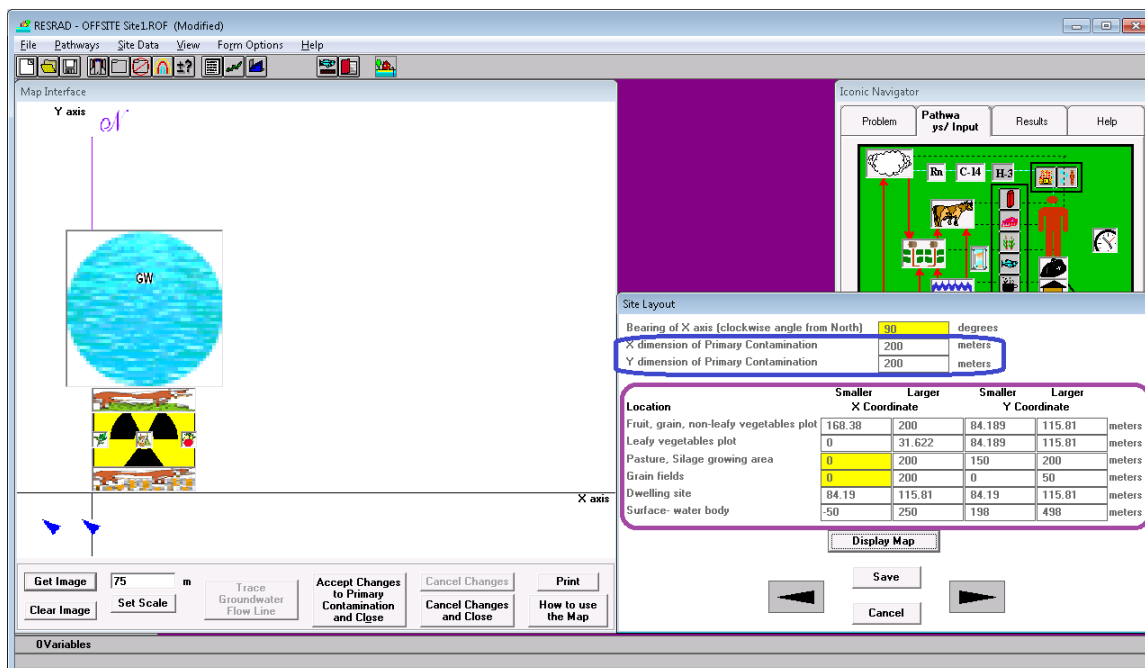 RESRAD - OFFSITE Site1.ROF (Modified)
File Pathways Site Data View Form Options Help
±?
Map Interface
Y axis
N
GW
X axis
Get Image 75 m
Clear Image Set Scale
Trace
Groundwater
Flow Line
Accept Changes
to Primary
Contamination
and Close
Cancel Changes
Cancel Changes
and Close
Print
How to use
the Map
0Variables
Iconic Navigator
Problem
Pathwa
ys/ Input
Results
Help
Rn C-14 H-3
Site Layout
Bearing of X axis (clockwise angle from North) 90 degrees
X dimension of Primary Contamination 200 meters
Y dimension of Primary Contamination 200 meters
Smaller Larger Smaller Larger
Location X Coordinate Y Coordinate
Fruit, grain, non-leafy vegetables plot 168.38 200 84.189 115.81 meters
Leafy vegetables plot 0 31.622 84.189 115.81 meters
Pasture, Silage growing area 0 200 150 200 meters
Grain fields 0 200 0 50 meters
Dwelling site 84.19 115.81 84.19 115.81 meters
Surface- water body -50 250 198 498 meters
Display Map
Save
Cancel